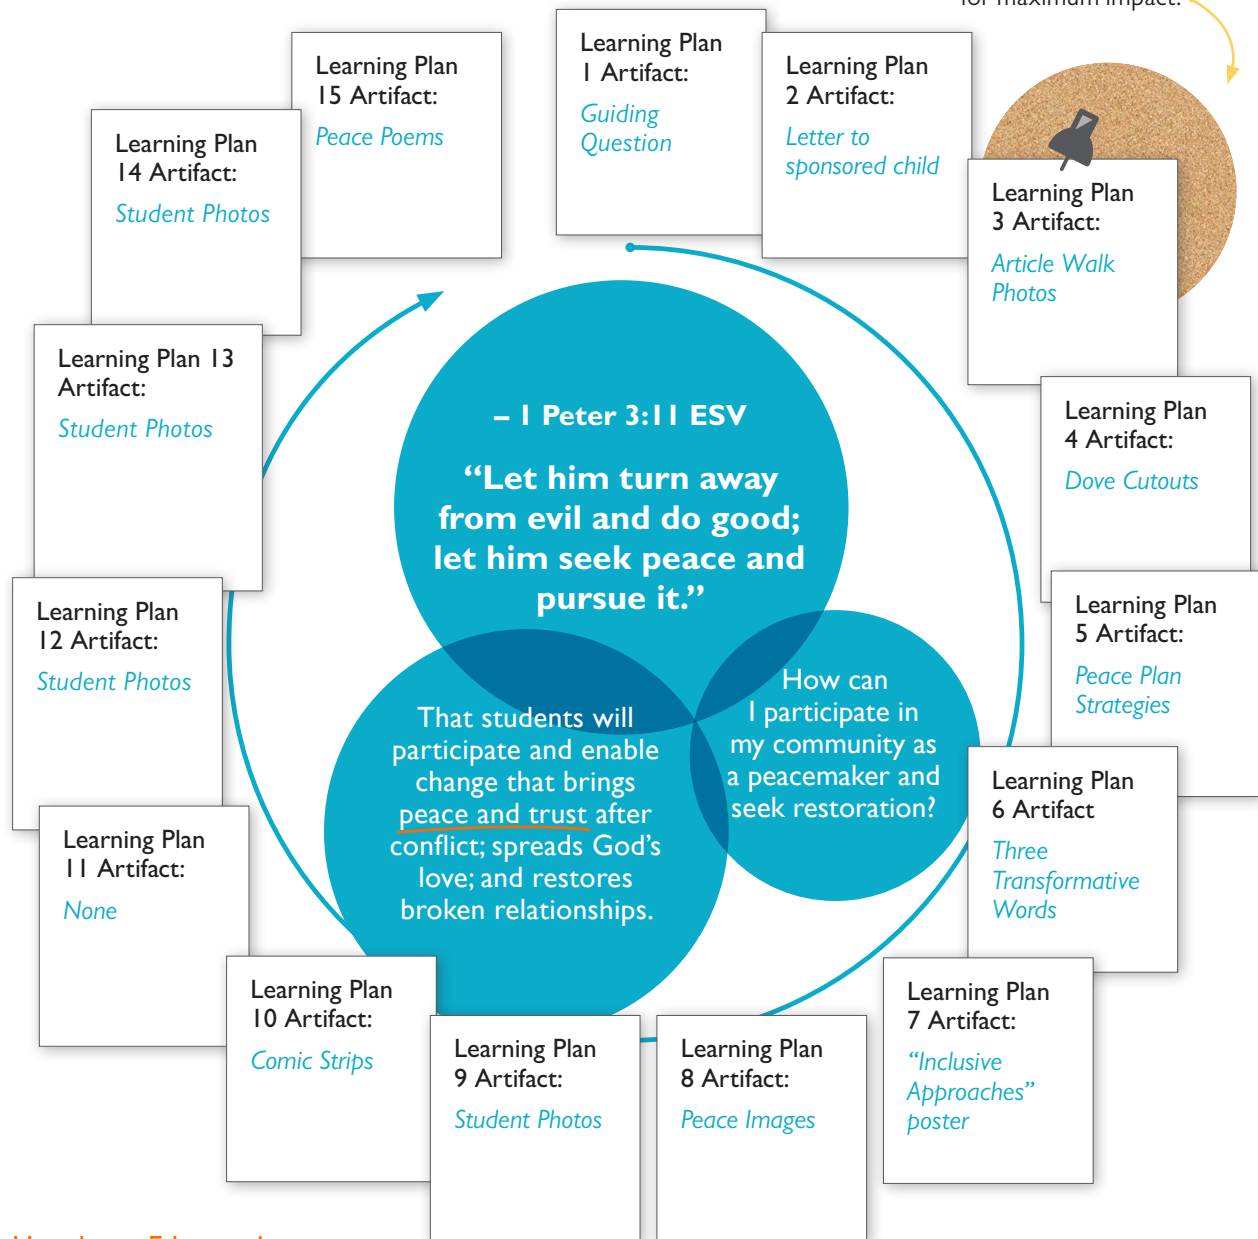 for maximum impact.
Learning Plan
1 Artifact:
Guiding
Question
Learning Plan
2 Artifact:
Letter to
sponsored child
Learning Plan
3 Artifact:
Article Walk
Photos
Learning Plan
4 Artifact:
Dove Cutouts
Learning Plan
5 Artifact:
Peace Plan
Strategies
Learning Plan
6 Artifact
Three
Transformative
Words
Learning Plan
7 Artifact:
“Inclusive
Approaches”
poster
Learning Plan
8 Artifact:
Peace Images
Learning Plan
9 Artifact:
Student Photos
Learning Plan
10 Artifact:
Comic Strips
Learning Plan
11 Artifact:
None
Learning Plan
12 Artifact:
Student Photos
Learning Plan 13
Artifact:
Student Photos
Learning Plan
14 Artifact:
Student Photos
Learning Plan
15 Artifact:
Peace Poems
– 1 Peter 3:11 ESV
“Let him turn away
from evil and do good;
let him seek peace and
pursue it.”
That students will
participate and enable
change that brings
peace and trust after
conflict; spreads God’s
love; and restores
broken relationships.
How can
I participate in
my community as
a peacemaker and
seek restoration?